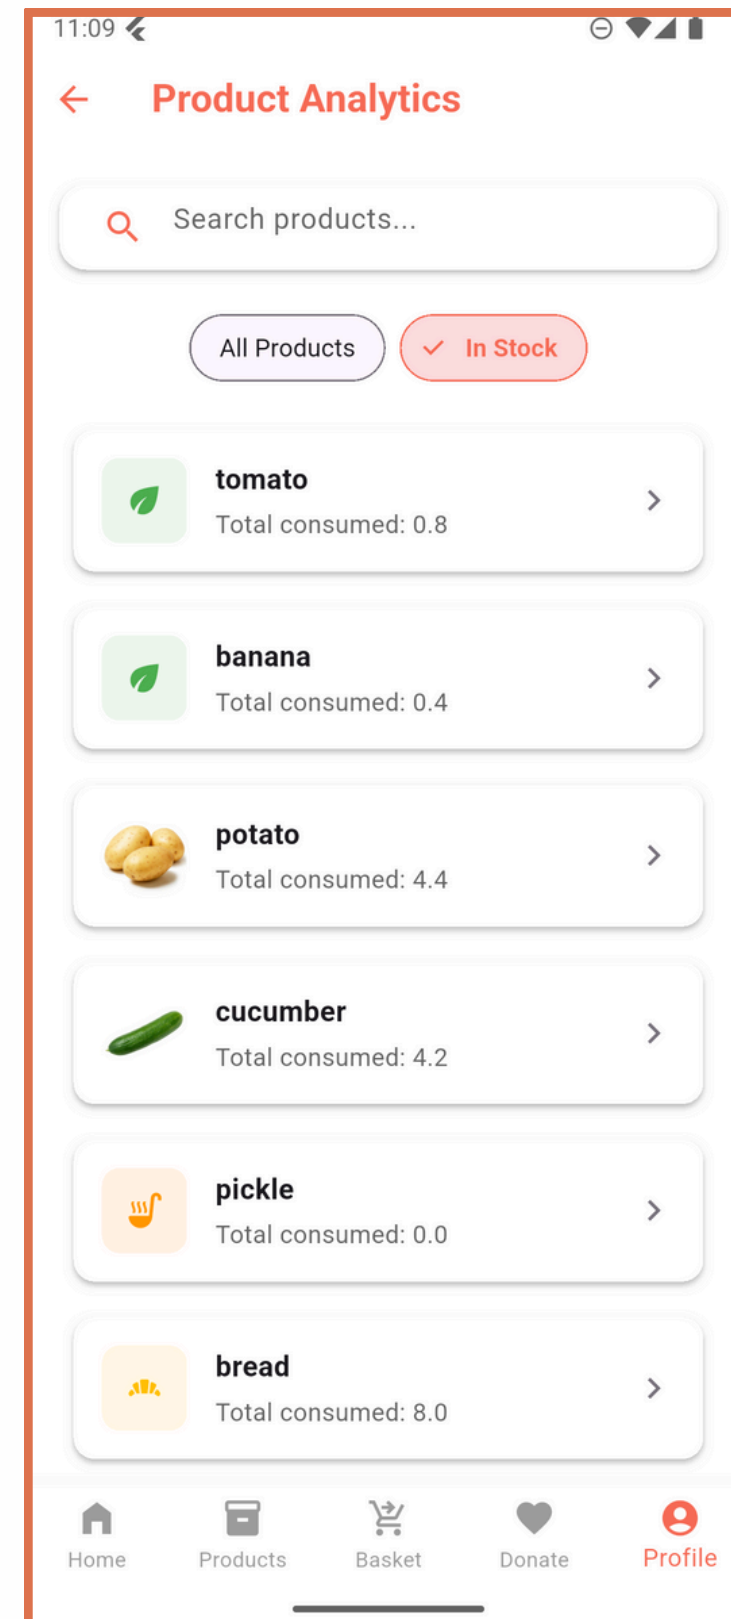 11:09
Product Analytics
Search products...
All Products
In Stock
tomato
Total consumed: 0.8
banana
Total consumed: 0.4
potato
Total consumed: 4.4
cucumber
Total consumed: 4.2
pickle
Total consumed: 0.0
bread
Total consumed: 8.0
Home
Products
Basket
Donate
Profile